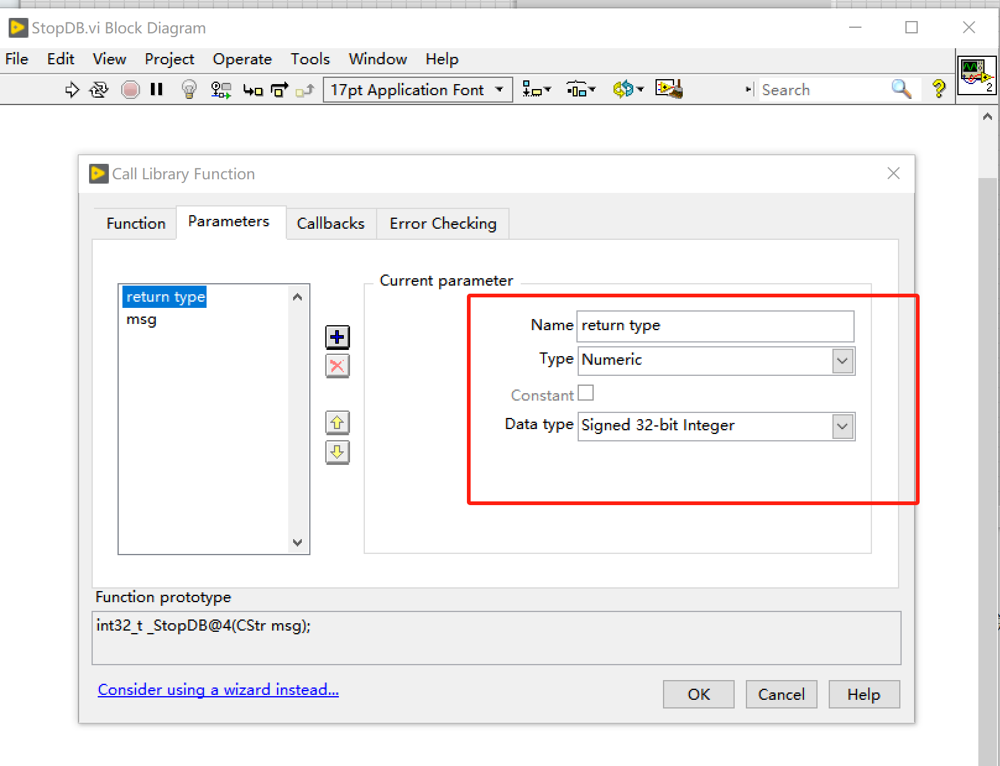 StopDB.vi Block Diagram
File Edit View Project Operate Tools Window Help
17pt Application Font Search 2
Call Library Function
Function Parameters Callbacks Error Checking
Current parameter
return type
msg
Name return type
Type Numeric
Constant
Data type Signed 32-bit Integer
Function prototype
int32_t _StopDB@4(CStr msg);
Consider using a wizard instead...
OK Cancel Help